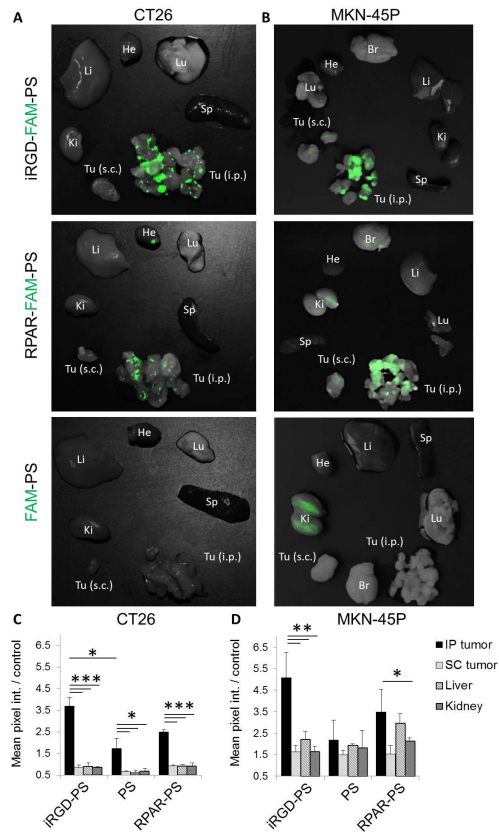 A CT26 B MKN-45P
iRGD-FAM-PS
He
Li
Lu
Sp
Ki
Tu (s.c.)
Tu (i.p.)
Br
He
Lu
Li
Tu (s.c.)
Ki
Sp
Tu (i.p.)
RPAR-FAM-PS
He
Li
Lu
Ki
Sp
Tu (s.c.)
Tu (i.p.)
Br
He
Li
Ki
Lu
Sp
Tu (s.c.)
Tu (i.p.)
FAM-PS
He
Li
Lu
Sp
Ki
Tu (i.p.)
Tu (s.c.)
Li
Sp
He
Ki
Lu
Tu (i.p.)
Tu (s.c.)
Br
C CT26
Mean pixel int. / control
6.5
5.5
4.5
3.5
2.5
1.5
0.5
*
***
*
***
iRGD-PS PS RPAR-PS
D MKN-45P
Mean pixel int. / control
6.5
5.5
4.5
3.5
2.5
1.5
0.5
**
*
iRGD-PS PS RPAR-PS
IP tumor
SC tumor
Liver
Kidney